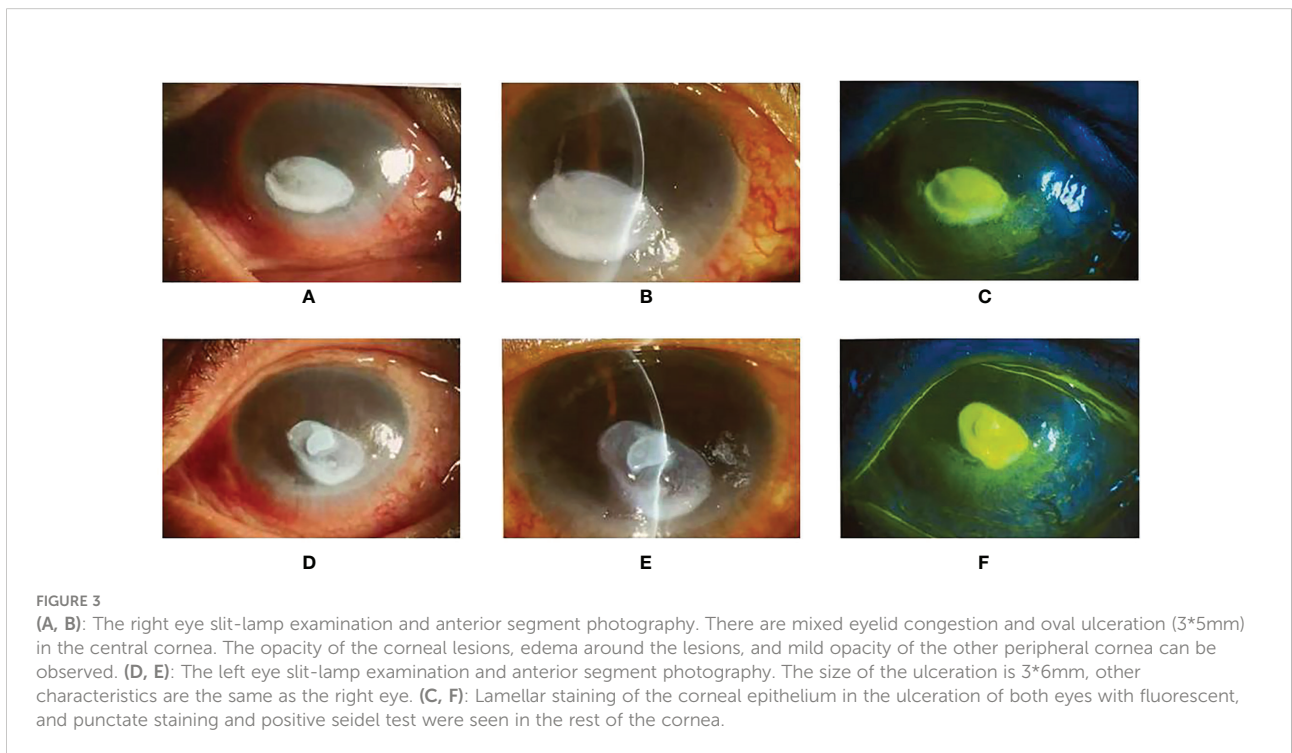 A
B
C
D
E
F
FIGURE 3
(A, B): The right eye slit-lamp examination and anterior segment photography. There are mixed eyelid congestion and oval ulceration (3*5mm)
in the central cornea. The opacity of the corneal lesions, edema around the lesions, and mild opacity of the other peripheral cornea can be
observed. (D, E): The left eye slit-lamp examination and anterior segment photography. The size of the ulceration is 3*6mm, other
characteristics are the same as the right eye. (C, F): Lamellar staining of the corneal epithelium in the ulceration of both eyes with fluorescent,
and punctate staining and positive seidel test were seen in the rest of the cornea.